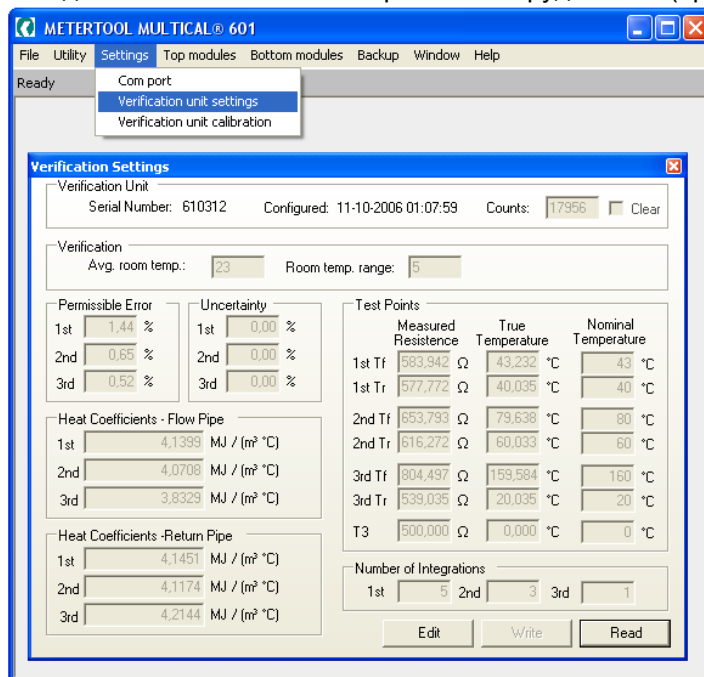 METERTOOL MULTICAL® 601
File Utility Settings Top modules Bottom modules Backup Window Help
Ready
Com port
Verification unit settings
Verification unit calibration
Verification Settings
Verification Unit
Serial Number: 610312 Configured: 11-10-2006 01:07:59 Counts: 17956 Clear
Verification
Avg. room temp.: 23 Room temp. range: 5
Permissible Error
1st 1,44 %
2nd 0,65 %
3rd 0,52 %
Uncertainty
1st 0,00 %
2nd 0,00 %
3rd 0,00 %
Heat Coefficients - Flow Pipe
1st 4,1399 MJ / (m³ °C)
2nd 4,0708 MJ / (m³ °C)
3rd 3,8329 MJ / (m³ °C)
Heat Coefficients -Return Pipe
1st 4,1451 MJ / (m³ °C)
2nd 4,1174 MJ / (m³ °C)
3rd 4,2144 MJ / (m³ °C)
Test Points
Measured True Nominal
Resistence Temperature Temperature
1st Tf 583,942 Ω 43,232 °C 43 °C
1st Tr 577,772 Ω 40,035 °C 40 °C
2nd Tf 653,793 Ω 79,638 °C 80 °C
2nd Tr 616,272 Ω 60,033 °C 60 °C
3rd Tf 804,497 Ω 159,584 °C 160 °C
3rd Tr 539,035 Ω 20,035 °C 20 °C
T3 500,000 Ω 0,000 °C 0 °C
Number of Integrations
1st 5 2nd 3 3rd 1
Edit Write Read